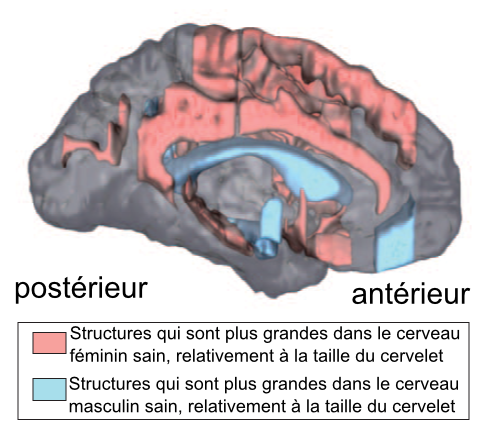 postérieur
antérieur
Structures qui sont plus grandes dans le cerveau
féminin sain, relativement à la taille du cervelet
Structures qui sont plus grandes dans le cerveau
masculin sain, relativement à la taille du cervelet